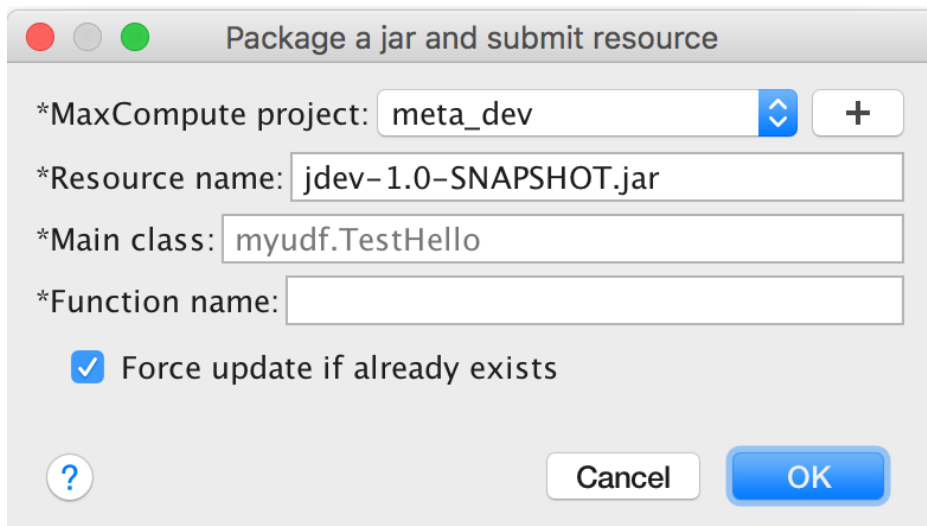 Package a jar and submit resource
*MaxCompute project: meta_dev +
*Resource name: jdev-1.0-SNAPSHOT.jar
*Main class: myudf.TestHello
*Function name:
Force update if already exists
? Cancel OK